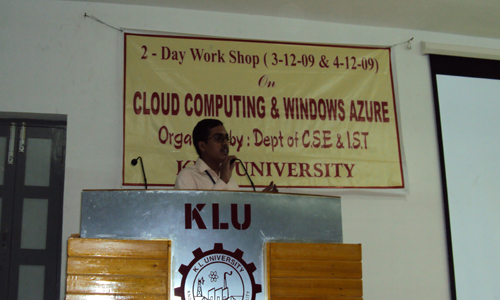 2 - Day Work Shop ( 3-12-09 & 4-12-09)
On
CLOUD COMPUTING & WINDOWS AZURE
by : Dept of C.S.E & I.S.T
UNIVERSITY
KLU
K L UNIVERSITY